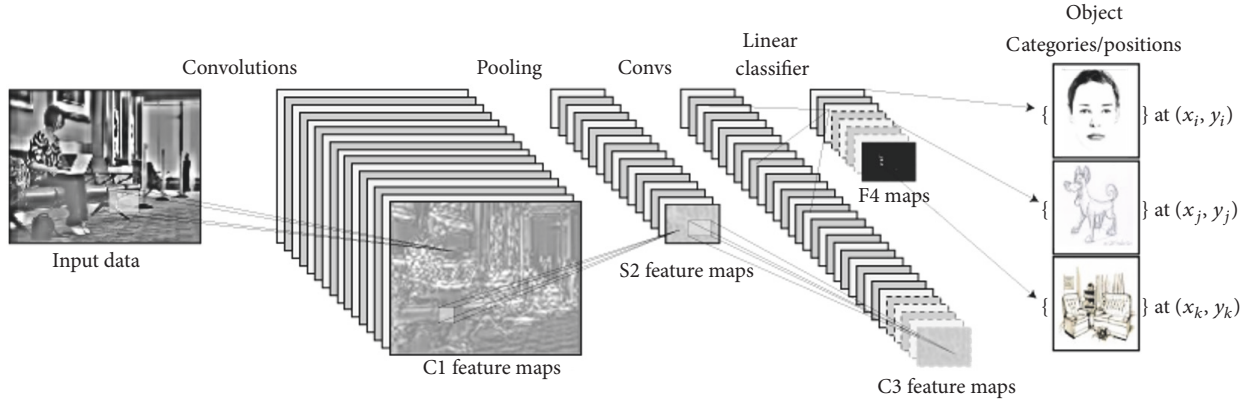 Object
Categories/positions
Convolutions
Pooling
Convs
Linear
classifier
{ } at (xᵢ, yᵢ)
{ } at (xⱼ, yⱼ)
{ } at (xₖ, yₖ)
Input data
C1 feature maps
S2 feature maps
C3 feature maps
F4 maps